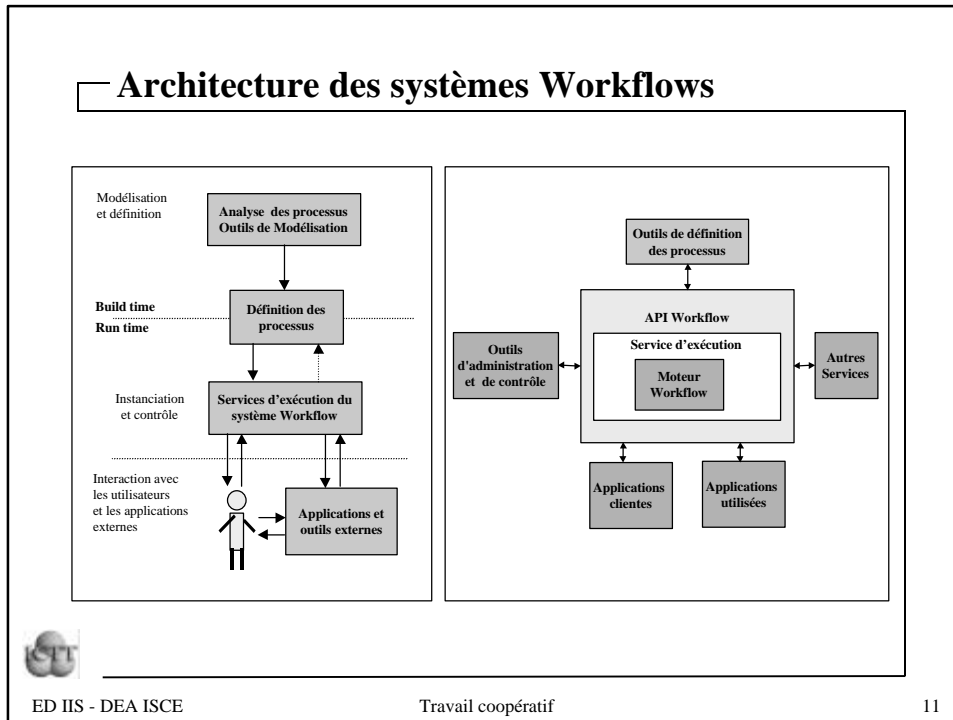 Architecture des systèmes Workflows
Modélisation
et définition
Analyse des processus
Outils de Modélisation
Build time
Run time
Définition des
processus
Instanciation
et contrôle
Services d'exécution du
système Workflow
Interaction avec
les utilisateurs
et les applications
externes
Applications et
outils externes
Outils de définition
des processus
API Workflow
Service d'exécution
Moteur
Workflow
Outils
d'administration
et de contrôle
Autres
Services
Applications
clientes
Applications
utilisées
ICTT
ED IIS - DEA ISCE
Travail coopératif
11